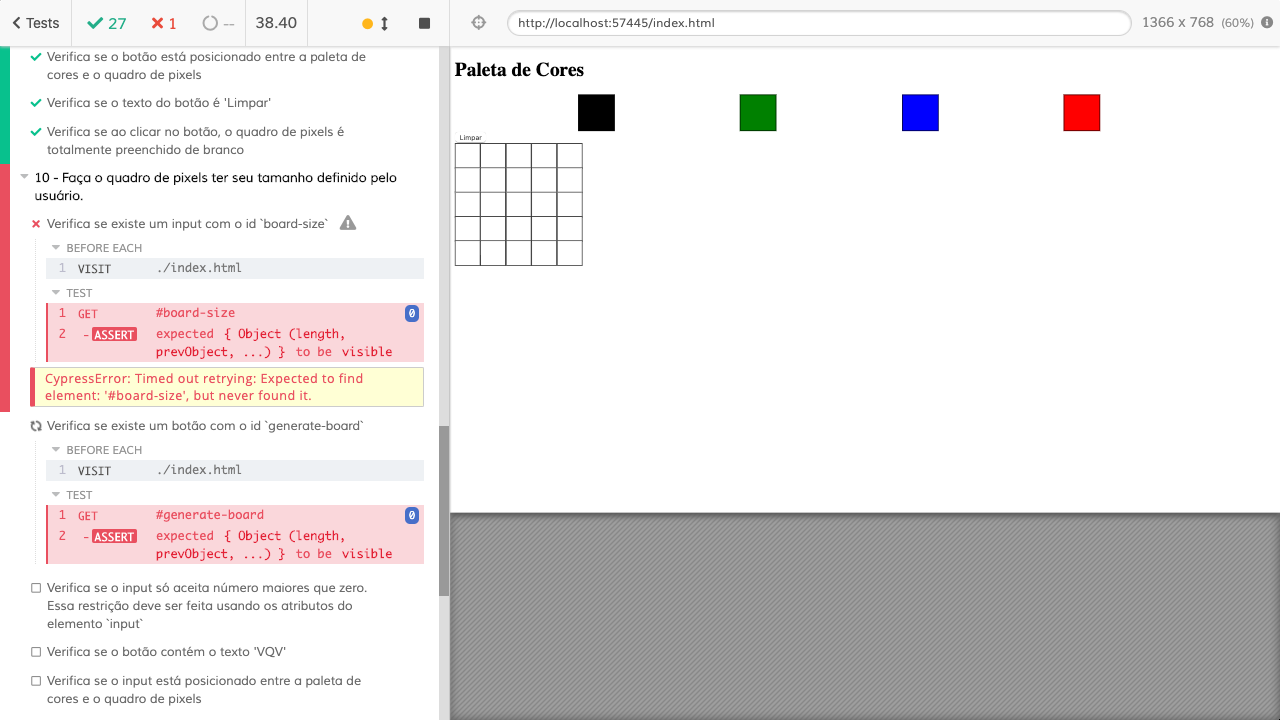 Tests
27
1
--
38.40
http://localhost:57445/index.html
1366 x 768 (60%)
Verifica se o botão está posicionado entre a paleta de
cores e o quadro de pixels
Verifica se o texto do botão é 'Limpar'
Verifica se ao clicar no botão, o quadro de pixels é
totalmente preenchido de branco
10 - Faça o quadro de pixels ter seu tamanho definido pelo
usuário.
Verifica se existe um input com o id `board-size`
BEFORE EACH
1 VISIT ./index.html
TEST
1 GET #board-size 0
2 -ASSERT expected { Object (length,
prevObject, ...) } to be visible
CypressError: Timed out retrying: Expected to find
element: '#board-size', but never found it.
Verifica se existe um botão com o id `generate-board`
BEFORE EACH
1 VISIT ./index.html
TEST
1 GET #generate-board 0
2 -ASSERT expected { Object (length,
prevObject, ...) } to be visible
Verifica se o input só aceita número maiores que zero.
Essa restrição deve ser feita usando os atributos do
elemento `input`
Verifica se o botão contém o texto 'VQV'
Verifica se o input está posicionado entre a paleta de
cores e o quadro de pixels
Paleta de Cores
Limpar